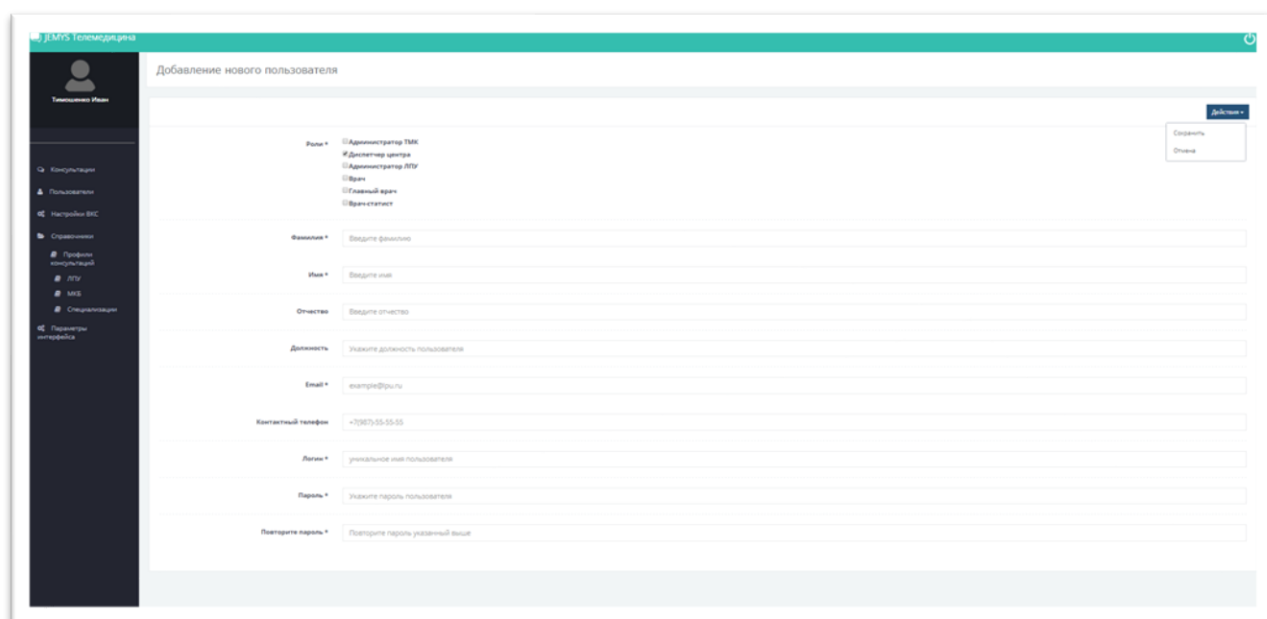 JEMYS Телемедицина
Тимошенко Иван
Консультации
Пользователи
Настройки ВКС
Справочники
Профили
консультаций
ЛПУ
МКБ
Специализации
Параметры
интерфейса
Добавление нового пользователя
Действия
Сохранить
Отмена
Роли *
Администратор ТМК
Диспетчер центра
Администратор ЛПУ
Врач
Главный врач
Врач-статист
Фамилия * Введите фамилию
Имя * Введите имя
Отчество Введите отчество
Должность Укажите должность пользователя
Email * example@lpu.ru
Контактный телефон +7(987)-55-55-55
Логин * уникальное имя пользователя
Пароль * Укажите пароль пользователя
Повторите пароль * Повторите пароль указанный выше